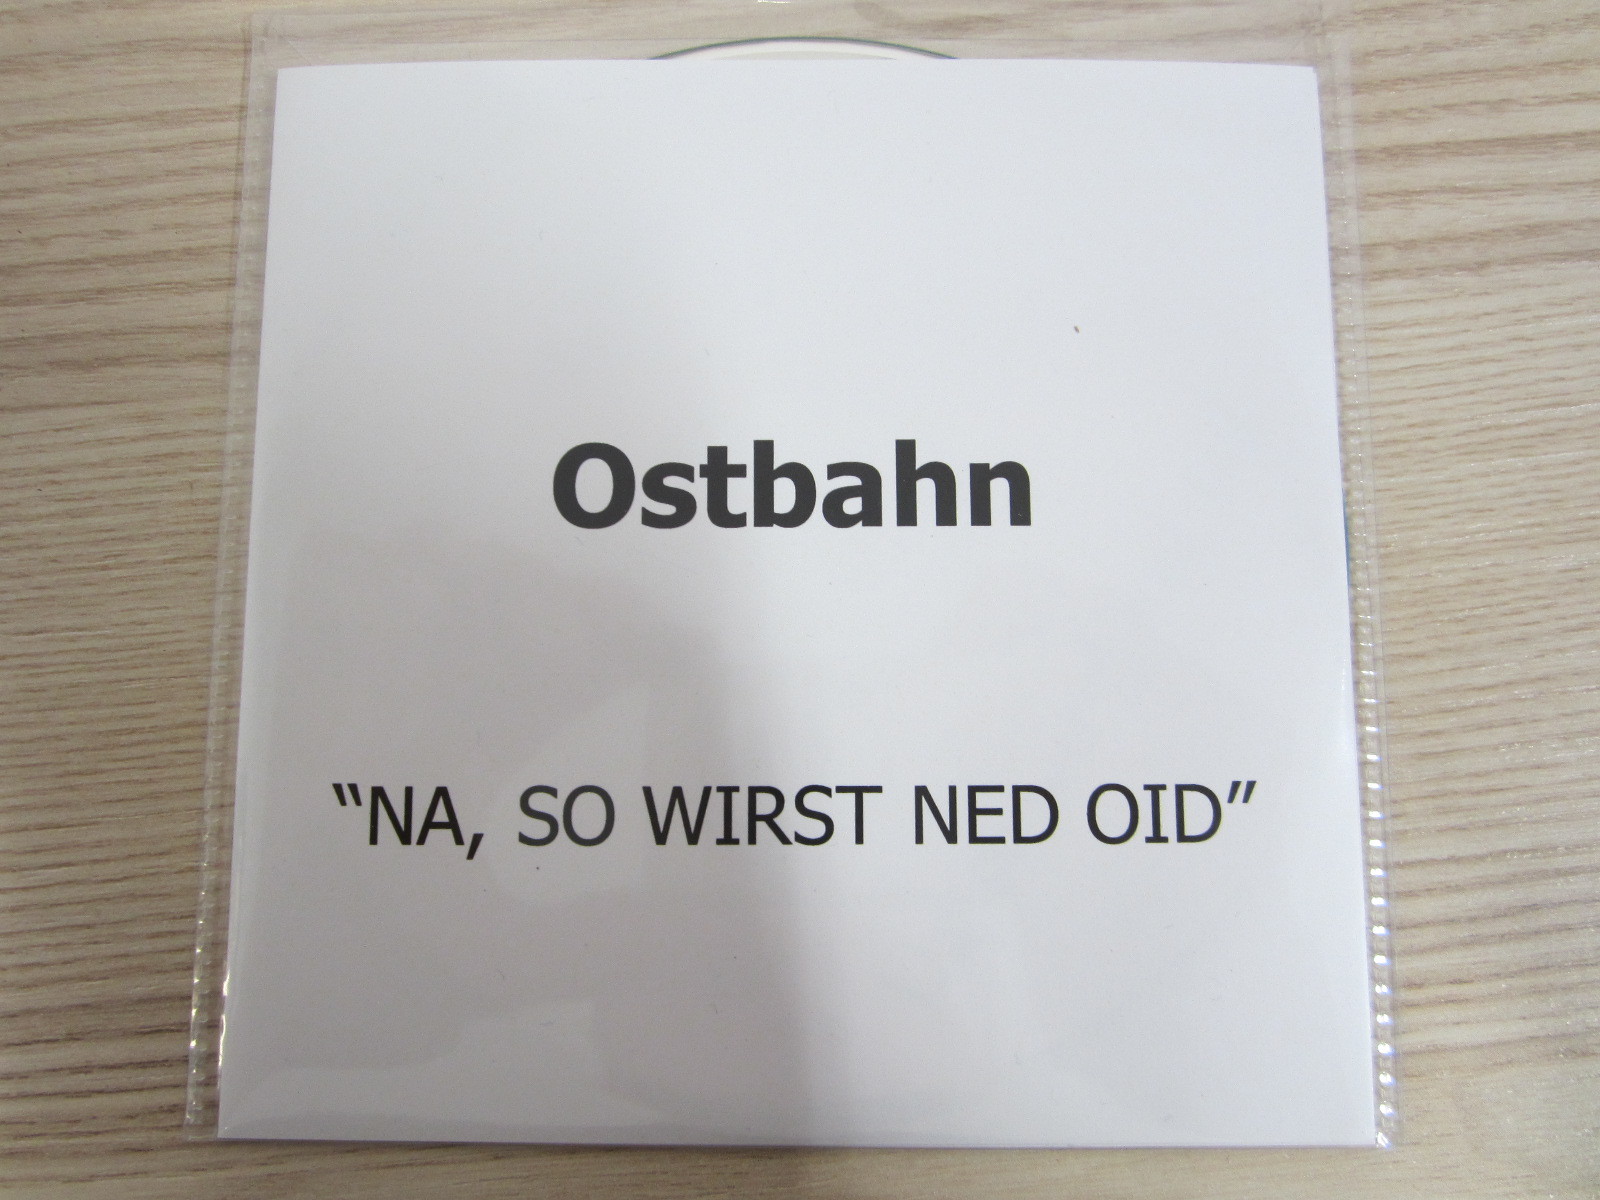 Ostbahn
“NA, SO WIRST NED OID”